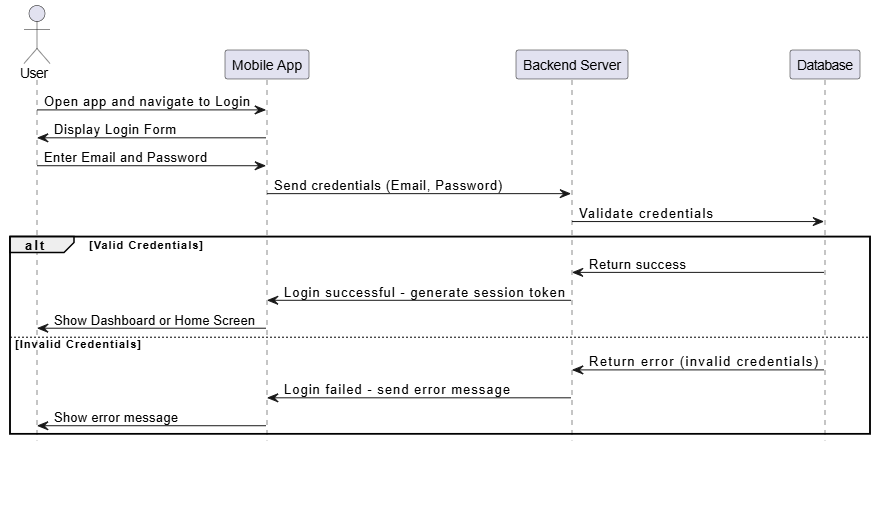 User
Mobile App
Backend Server
Database
Open app and navigate to Login
Display Login Form
Enter Email and Password
Send credentials (Email, Password)
Validate credentials
alt
[Valid Credentials]
Return success
Login successful - generate session token
Show Dashboard or Home Screen
[Invalid Credentials]
Return error (invalid credentials)
Login failed - send error message
Show error message